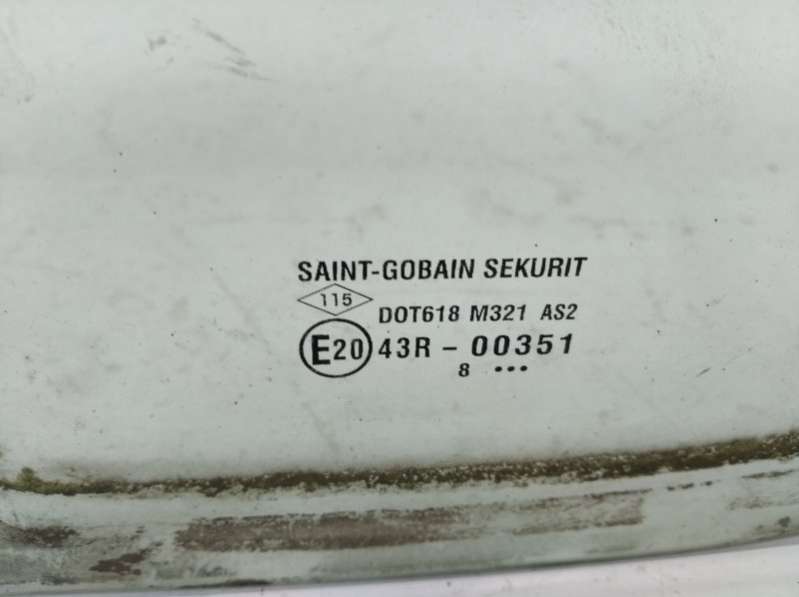 SAINT-GOBAIN SEKURIT
115
DOT618 M321 AS2
E20 43R - 00351
8 •••